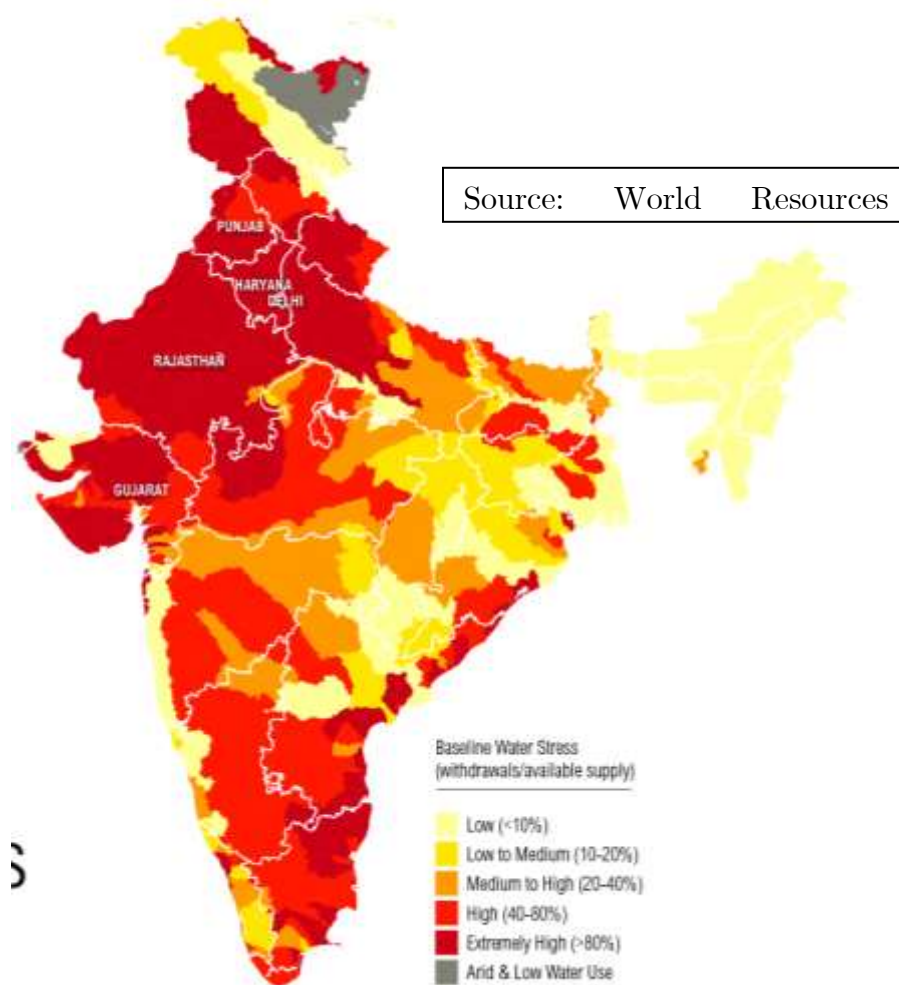 Source: World Resources
PUNJAB
HARYANA
DELHI
RAJASTHAN
GUJARAT
Baseline Water Stress
(withdrawals/available supply)
Low (<10%)
Low to Medium (10-20%)
Medium to High (20-40%)
High (40-80%)
Extremely High (>80%)
Arid & Low Water Use
S